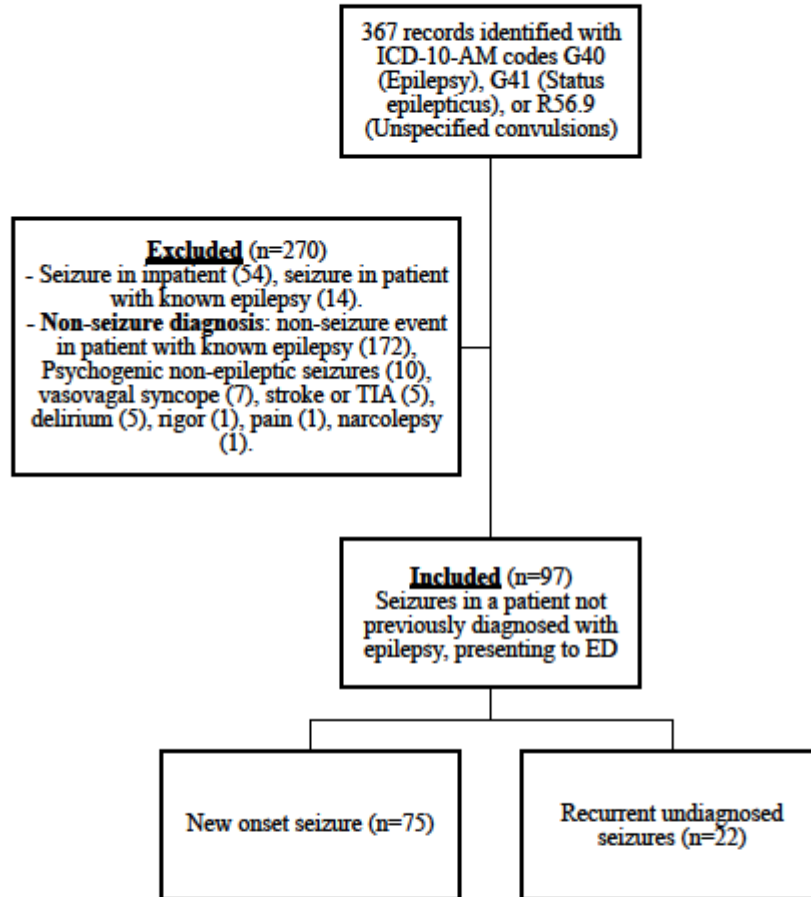 367 records identified with
ICD-10-AM codes G40
(Epilepsy), G41 (Status
epilepticus), or R56.9
(Unspecified convulsions)
Excluded (n=270)
- Seizure in inpatient (54), seizure in patient
with known epilepsy (14).
- Non-seizure diagnosis: non-seizure event
in patient with known epilepsy (172),
Psychogenic non-epileptic seizures (10),
vasovagal syncope (7), stroke or TIA (5),
delirium (5), rigor (1), pain (1), narcolepsy
(1).
Included (n=97)
Seizures in a patient not
previously diagnosed with
epilepsy, presenting to ED
New onset seizure (n=75)
Recurrent undiagnosed
seizures (n=22)